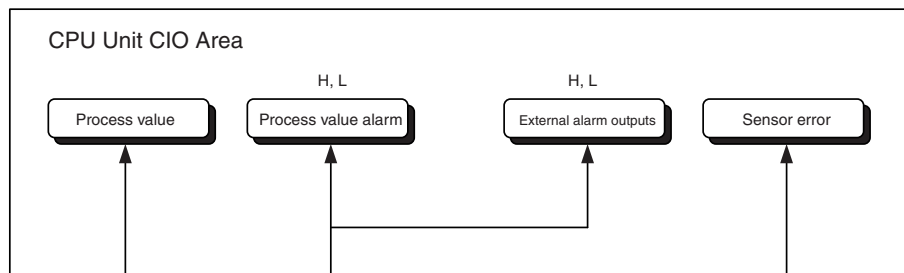 CPU Unit CIO Area
H, L
H, L
Process value
Process value alarm
External alarm outputs
Sensor error